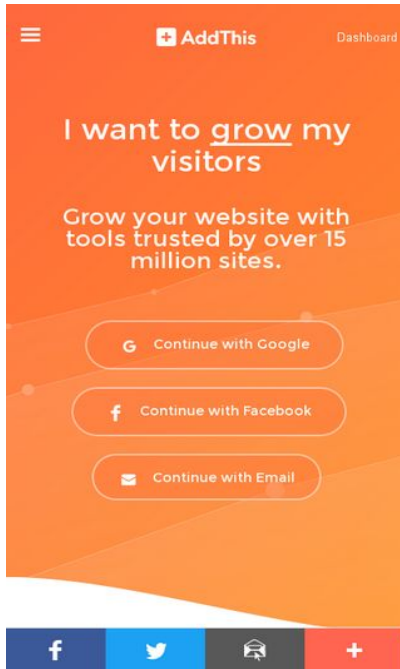 AddThis
Dashboard
I want to grow my
visitors
Grow your website with
tools trusted by over 15
million sites.
G Continue with Google
f Continue with Facebook
Continue with Email